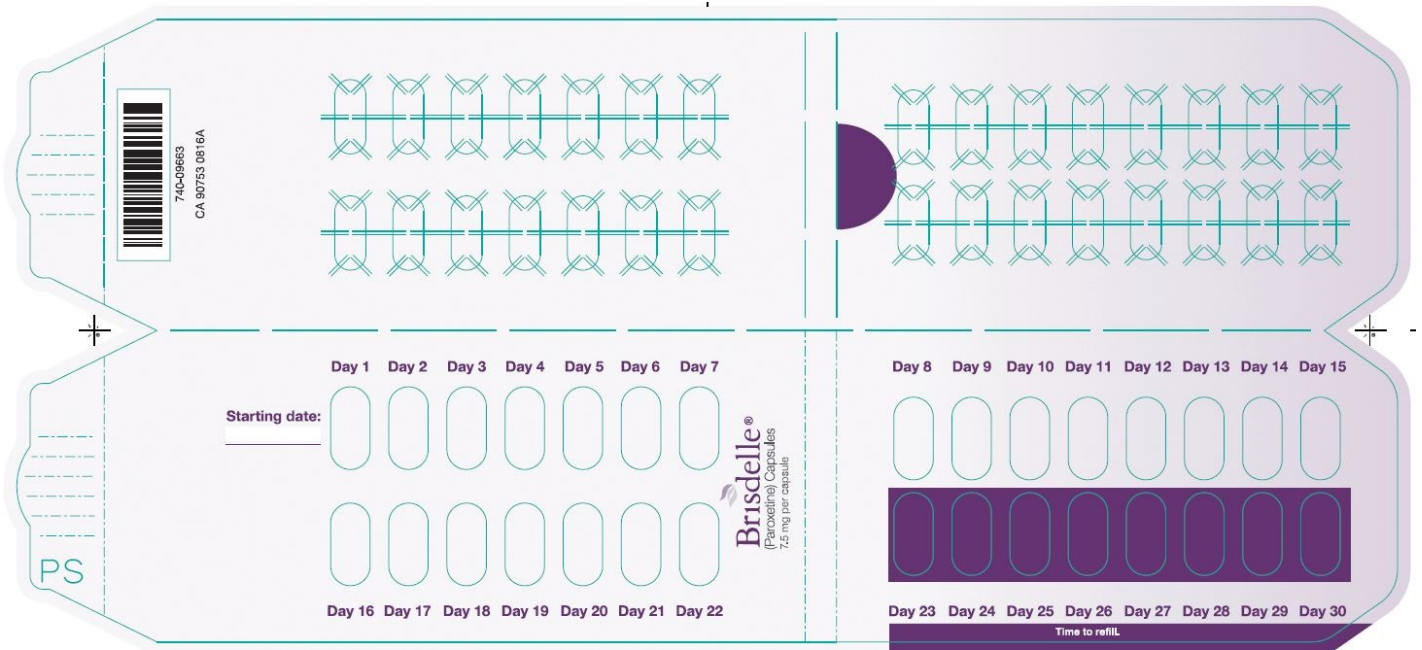 740-09663
CA 90753 0816A
Day 1 Day 2 Day 3 Day 4 Day 5 Day 6 Day 7
Day 8 Day 9 Day 10 Day 11 Day 12 Day 13 Day 14 Day 15
Starting date:
Brısdelle®
(Paroxetine) Capsules
7.5 mg per capsule
PS
Day 16 Day 17 Day 18 Day 19 Day 20 Day 21 Day 22
Day 23 Day 24 Day 25 Day 26 Day 27 Day 28 Day 29 Day 30
Time to refilL